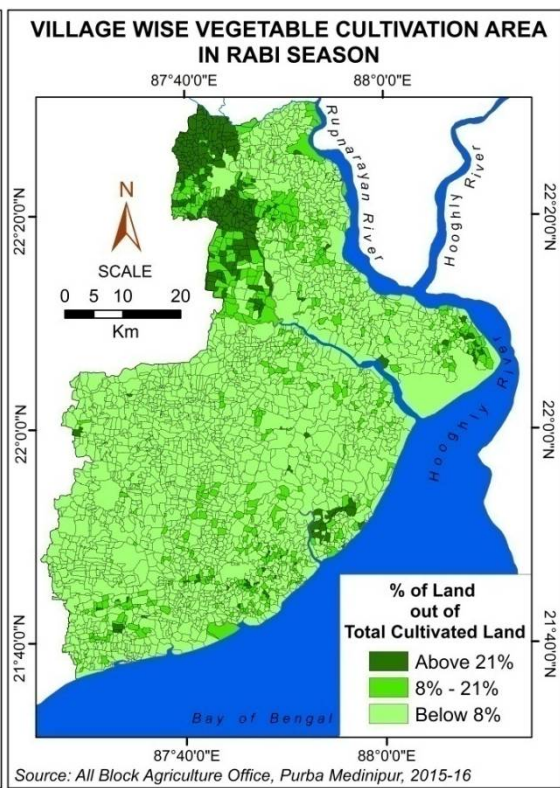 VILLAGE WISE VEGETABLE CULTIVATION AREA
IN RABI SEASON
87°40'0"E
88°0'0"E
Rupnarayan River
Hooghly River
22°20'0"N
22°20'0"N
N
SCALE
0 5 10 20
Km
22°0'0"N
22°0'0"N
Hooghly River
% of Land
out of
Total Cultivated Land
Above 21%
8% - 21%
Below 8%
21°40'0"N
21°40'0"N
Bay of Bengal
87°40'0"E
88°0'0"E
Source: All Block Agriculture Office, Purba Medinipur, 2015-16